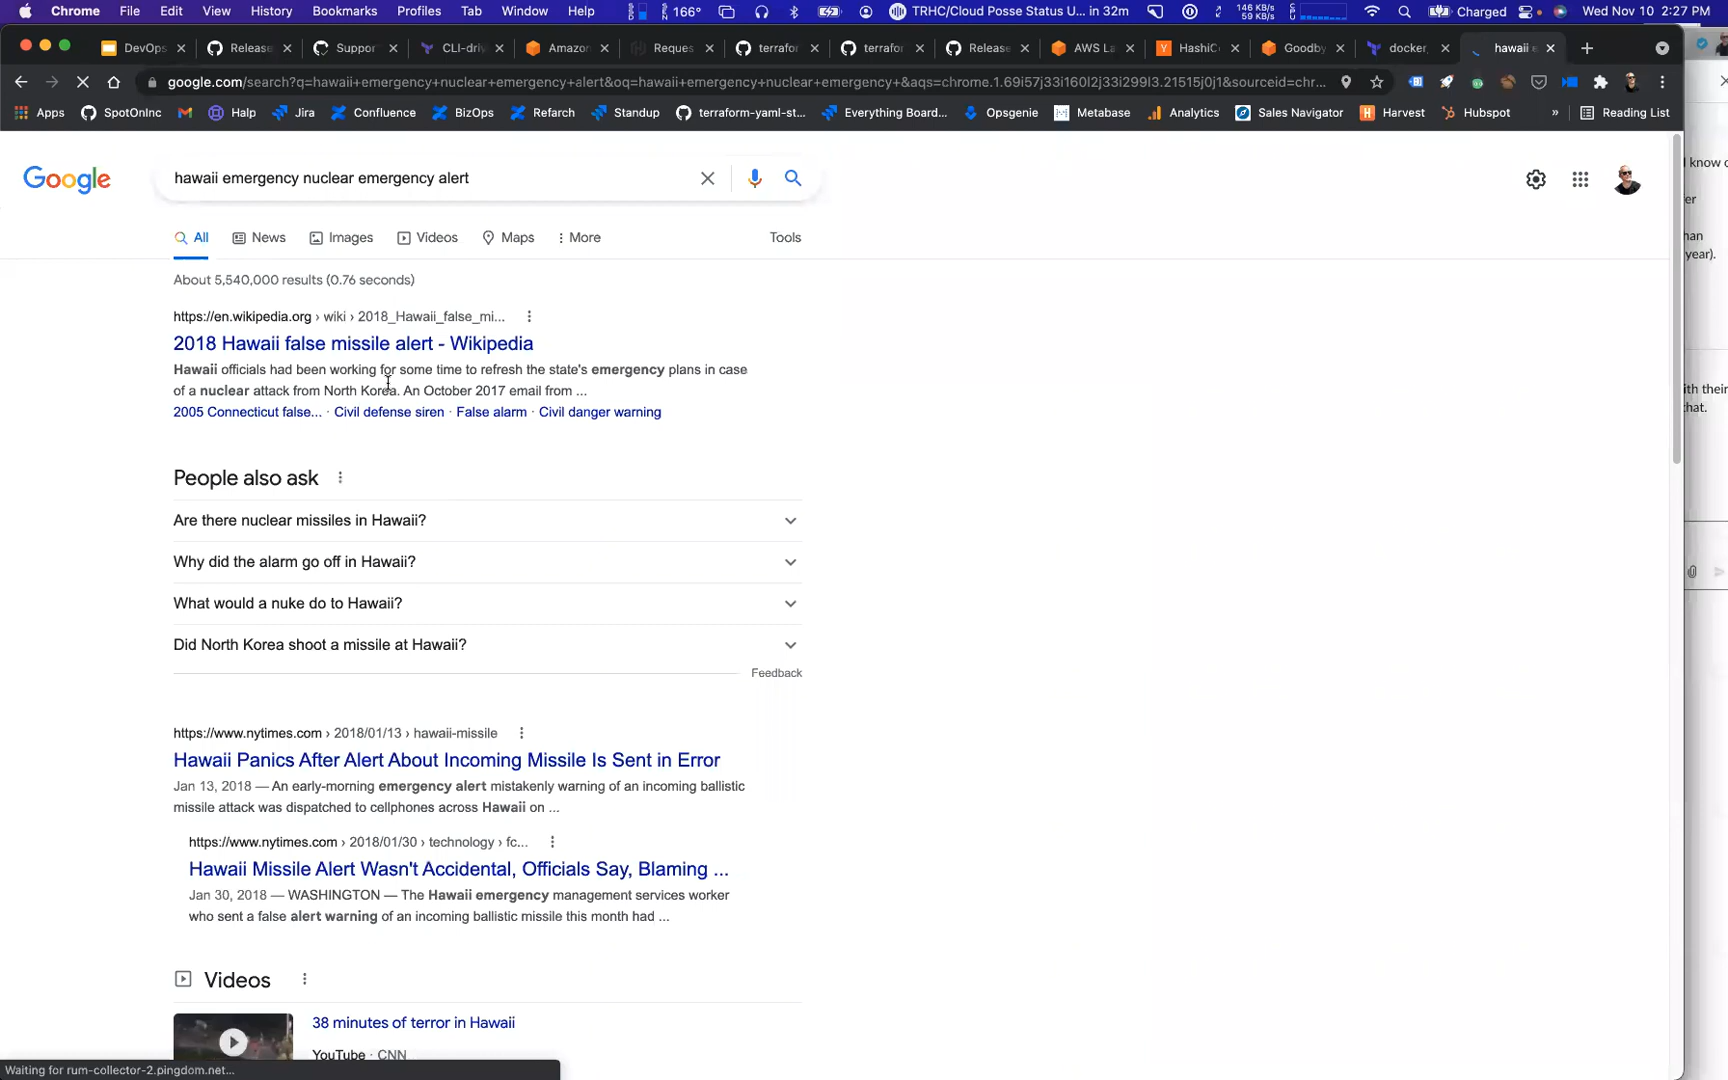 Chrome File Edit View History Bookmarks Profiles Tab Window Help 166° TRHC/Cloud Posse Status U... in 32m 146 KB/s 59 KB/s Charged Wed Nov 10 2:27 PM
DevOps Release Suppor CLI-driv Amazon Reques terrafor terrafor Release AWS La HashiC Goodby docker hawaii e
google.com/search?q=hawaii+emergency+nuclear+emergency+alert&oq=hawaii+emergency+nuclear+emergency+&aqs=chrome.1.69i57j33i160l2j33i299l3.21515j0j1&sourceid=chr...
Apps SpotOnInc Halp Jira Confluence BizOps Refarch Standup terraform-yaml-st... Everything Board... Opsgenie Metabase Analytics Sales Navigator Harvest Hubspot » Reading List
Google hawaii emergency nuclear emergency alert
All News Images Videos Maps More Tools
About 5,540,000 results (0.76 seconds)
https://en.wikipedia.org › wiki › 2018_Hawaii_false_mi...
2018 Hawaii false missile alert - Wikipedia
Hawaii officials had been working for some time to refresh the state's emergency plans in case
of a nuclear attack from North Korea. An October 2017 email from ...
2005 Connecticut false... · Civil defense siren · False alarm · Civil danger warning
People also ask
Are there nuclear missiles in Hawaii?
Why did the alarm go off in Hawaii?
What would a nuke do to Hawaii?
Did North Korea shoot a missile at Hawaii?
Feedback
https://www.nytimes.com › 2018/01/13 › hawaii-missile
Hawaii Panics After Alert About Incoming Missile Is Sent in Error
Jan 13, 2018 — An early-morning emergency alert mistakenly warning of an incoming ballistic
missile attack was dispatched to cellphones across Hawaii on ...
https://www.nytimes.com › 2018/01/30 › technology › fc...
Hawaii Missile Alert Wasn't Accidental, Officials Say, Blaming ...
Jan 30, 2018 — WASHINGTON — The Hawaii emergency management services worker
who sent a false alert warning of an incoming ballistic missile this month had ...
Videos
38 minutes of terror in Hawaii
YouTube · CNN
Waiting for rum-collector-2.pingdom.net...
know
year).
with their
that.